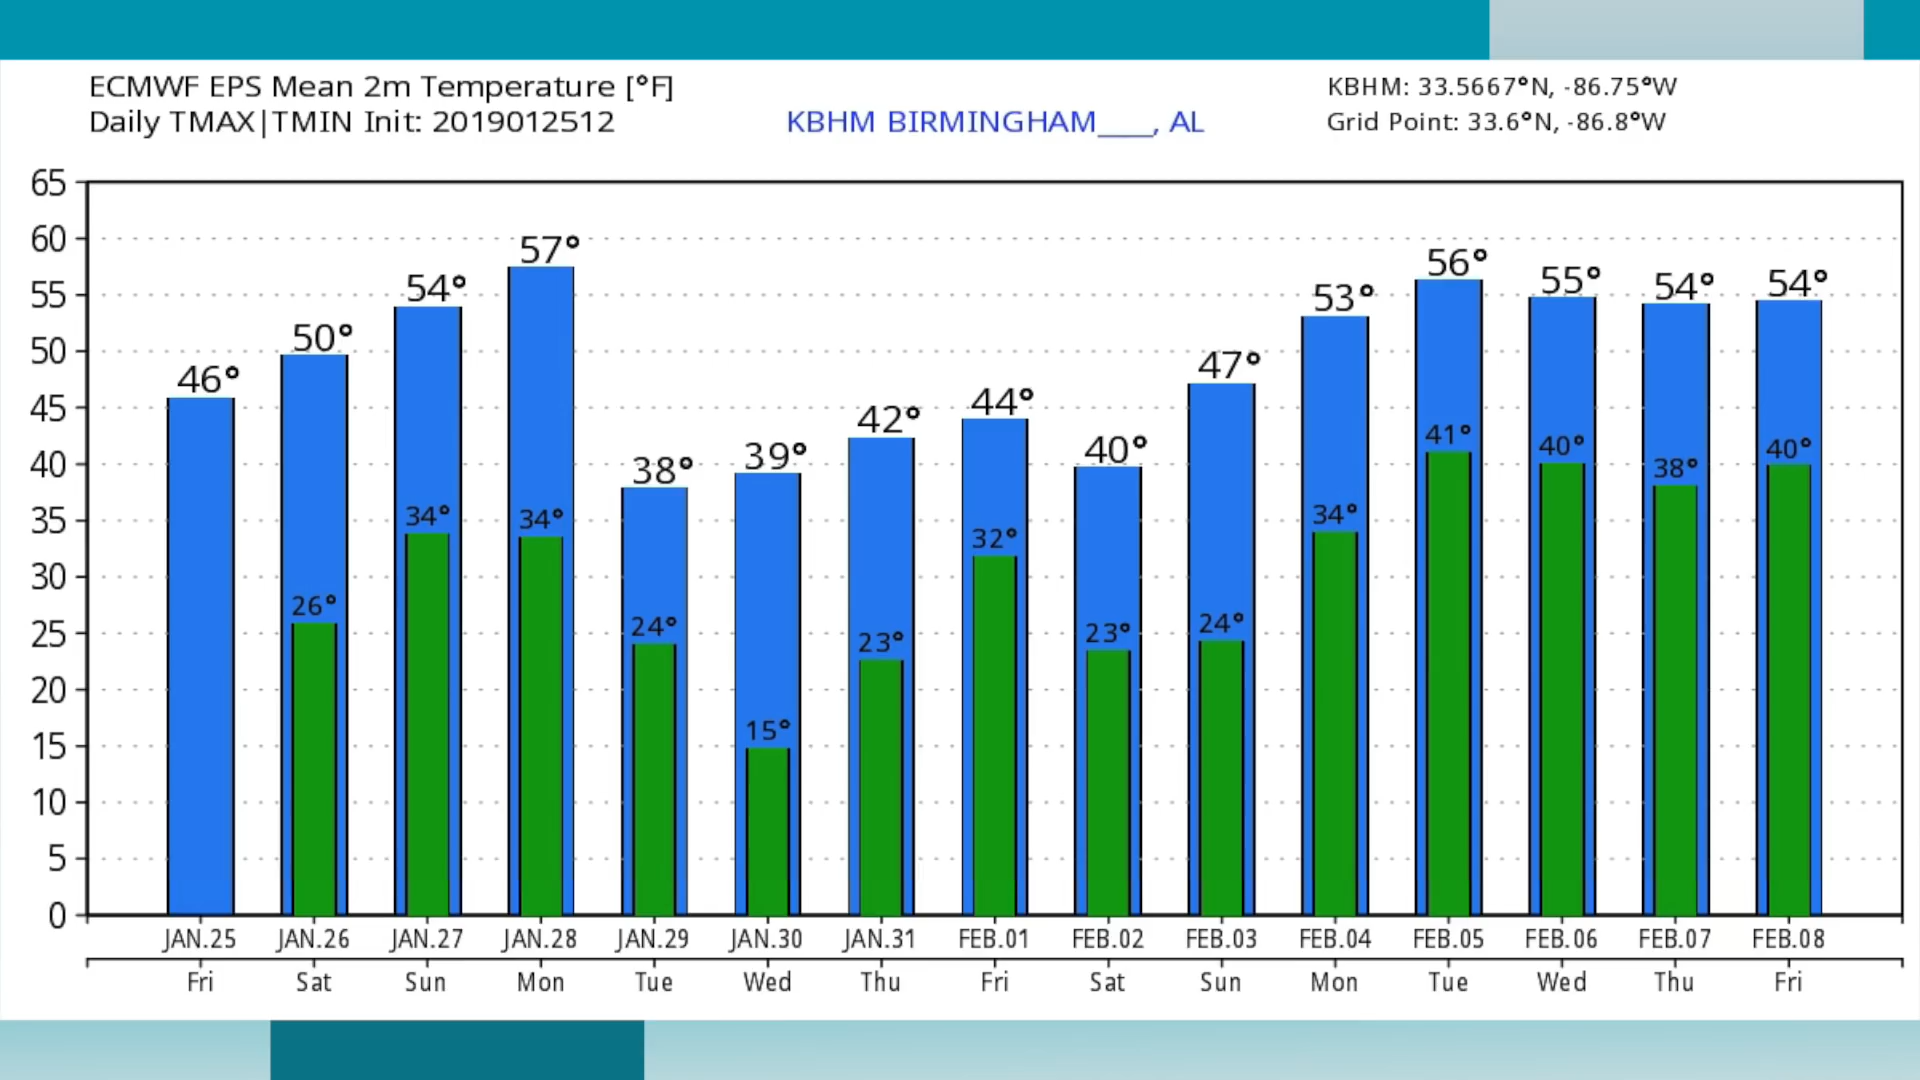 ECMWF EPS Mean 2m Temperature [°F]
Daily TMAX|TMIN Init: 2019012512
KBHM BIRMINGHAM____, AL
KBHM: 33.5667°N, -86.75°W
Grid Point: 33.6°N, -86.8°W
65
60
55
50
45
40
35
30
25
20
15
10
5
0
46° 50° 54° 57° 38° 39° 42° 44° 40° 47° 53° 56° 55° 54° 54°
26° 34° 34° 24° 15° 23° 32° 23° 24° 34° 41° 40° 38° 40°
JAN.25 JAN.26 JAN.27 JAN.28 JAN.29 JAN.30 JAN.31 FEB.01 FEB.02 FEB.03 FEB.04 FEB.05 FEB.06 FEB.07 FEB.08
Fri Sat Sun Mon Tue Wed Thu Fri Sat Sun Mon Tue Wed Thu Fri